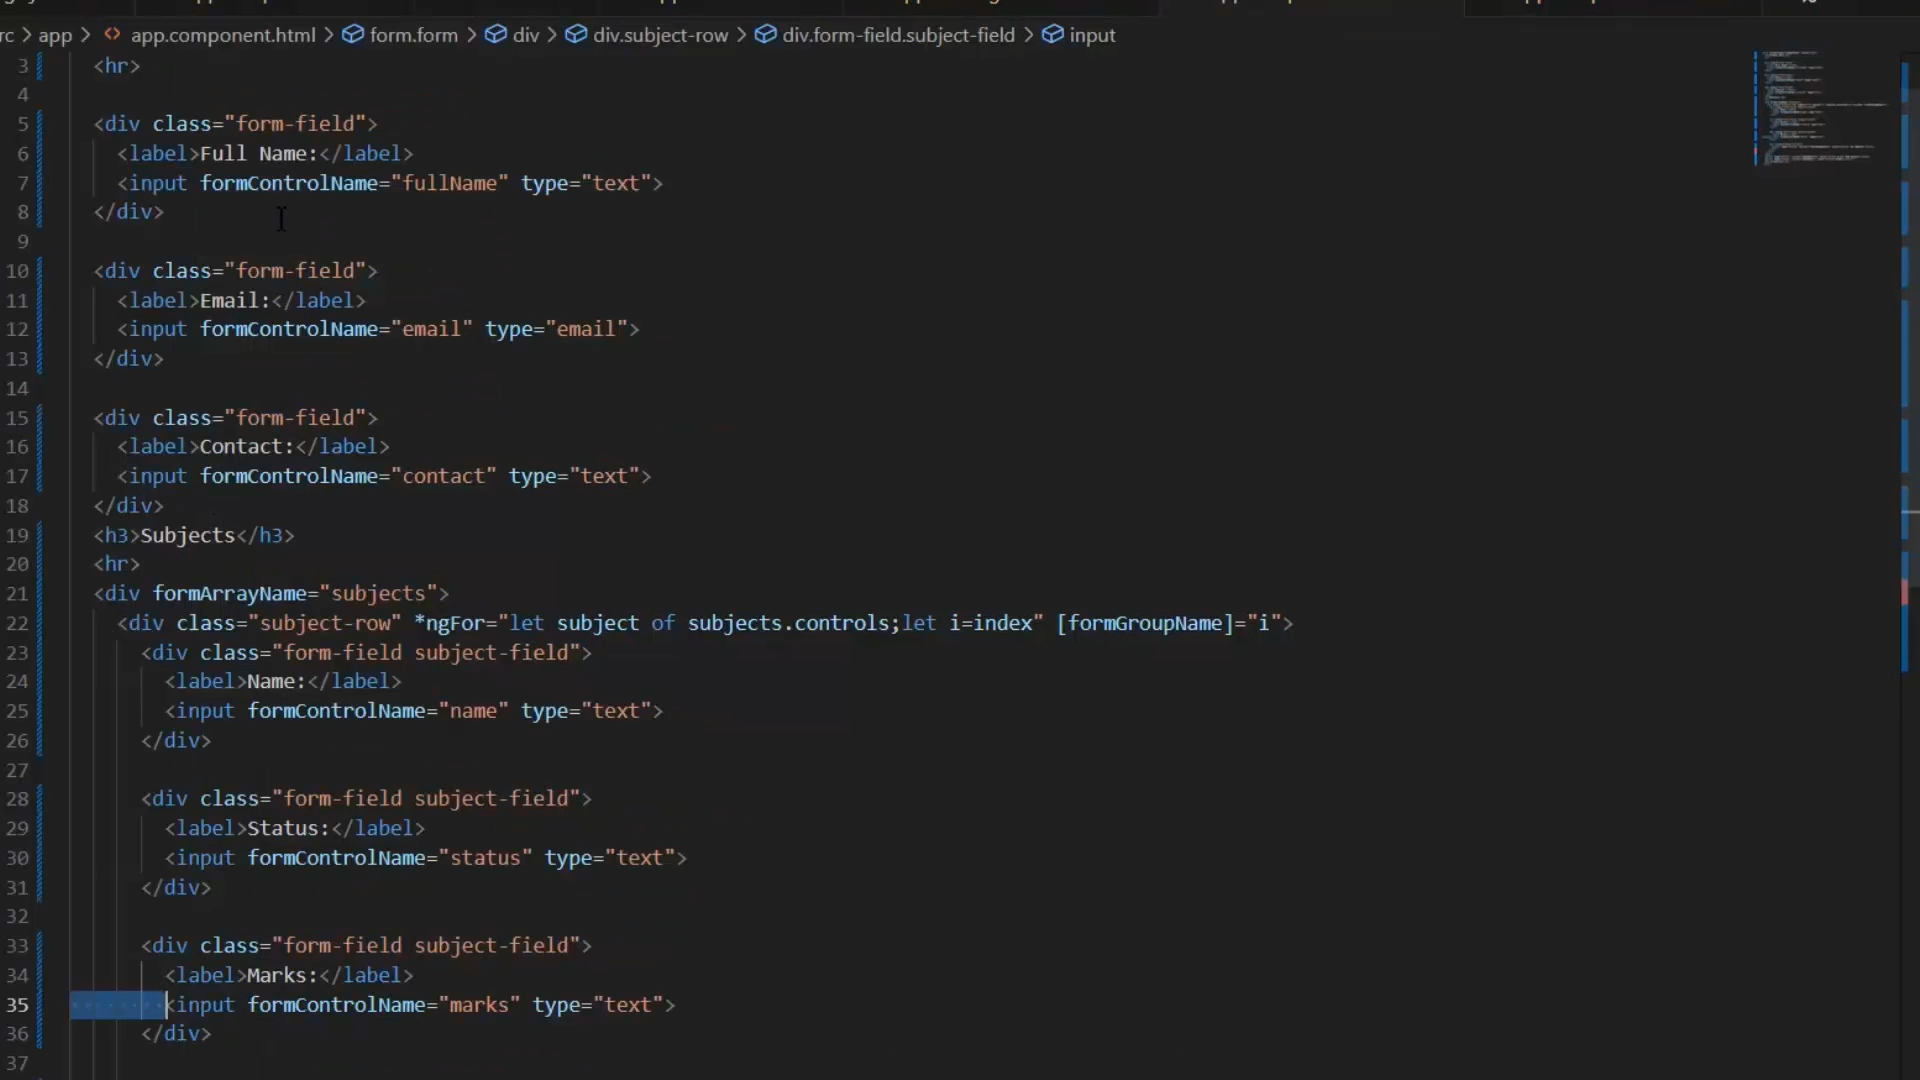 rc > app > <> app.component.html > form.form > div > div.subject-row > div.form-field.subject-field > input
3 <hr>
4
5 <div class="form-field">
6 <label>Full Name:</label>
7 <input formControlName="fullName" type="text">
8 </div>
9
10 <div class="form-field">
11 <label>Email:</label>
12 <input formControlName="email" type="email">
13 </div>
14
15 <div class="form-field">
16 <label>Contact:</label>
17 <input formControlName="contact" type="text">
18 </div>
19 <h3>Subjects</h3>
20 <hr>
21 <div formArrayName="subjects">
22 <div class="subject-row" *ngFor="let subject of subjects.controls;let i=index" [formGroupName]="i">
23 <div class="form-field subject-field">
24 <label>Name:</label>
25 <input formControlName="name" type="text">
26 </div>
27
28 <div class="form-field subject-field">
29 <label>Status:</label>
30 <input formControlName="status" type="text">
31 </div>
32
33 <div class="form-field subject-field">
34 <label>Marks:</label>
35 <input formControlName="marks" type="text">
36 </div>
37